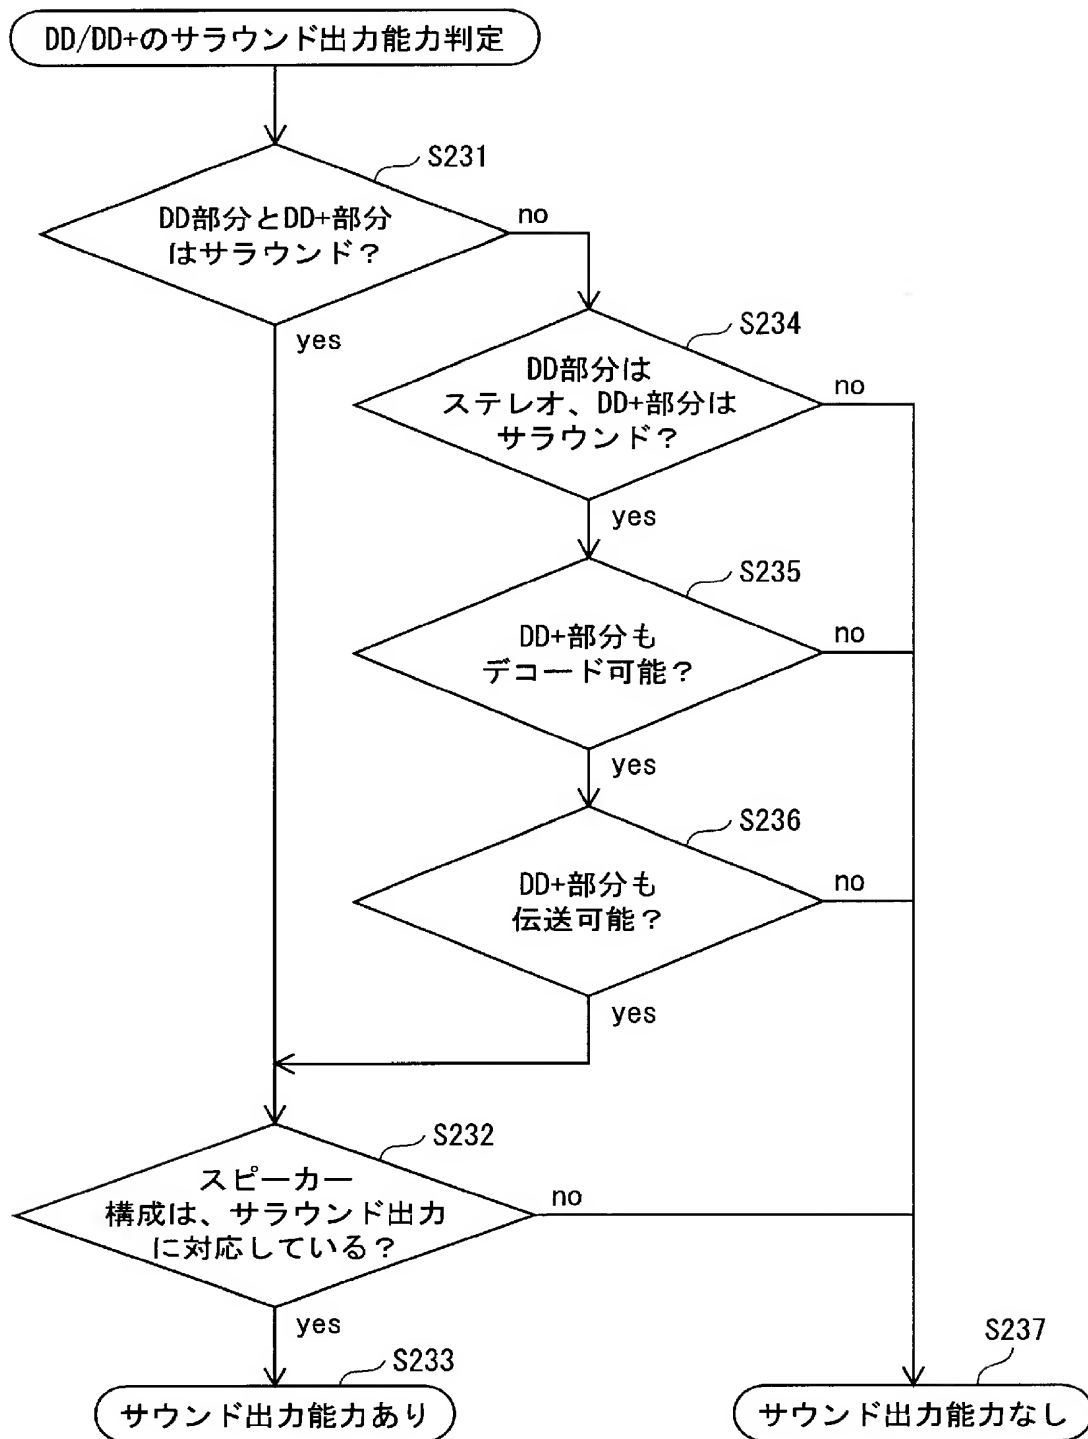 DD/DD+のサラウンド出力能力判定
S231
DD部分とDD+部分
はサラウンド？
no
yes
S234
DD部分は
ステレオ、DD+部分は
サラウンド？
no
yes
S235
DD+部分も
デコード可能？
no
yes
S236
DD+部分も
伝送可能？
no
yes
S232
スピーカー
構成は、サラウンド出力
に対応している？
no
yes
S233
サウンド出力能力あり
S237
サウンド出力能力なし